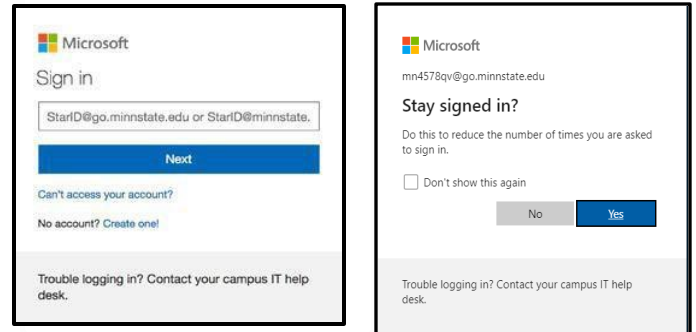 Microsoft
Sign in
StarID@go.minnstate.edu or StarID@minnstate.
Next
Can't access your account?
No account? Create one!
Trouble logging in? Contact your campus IT help
desk.
Microsoft
mn4578qv@go.minnstate.edu
Stay signed in?
Do this to reduce the number of times you are asked
to sign in.
Don't show this again
No
Yes
Trouble logging in? Contact your campus IT help
desk.